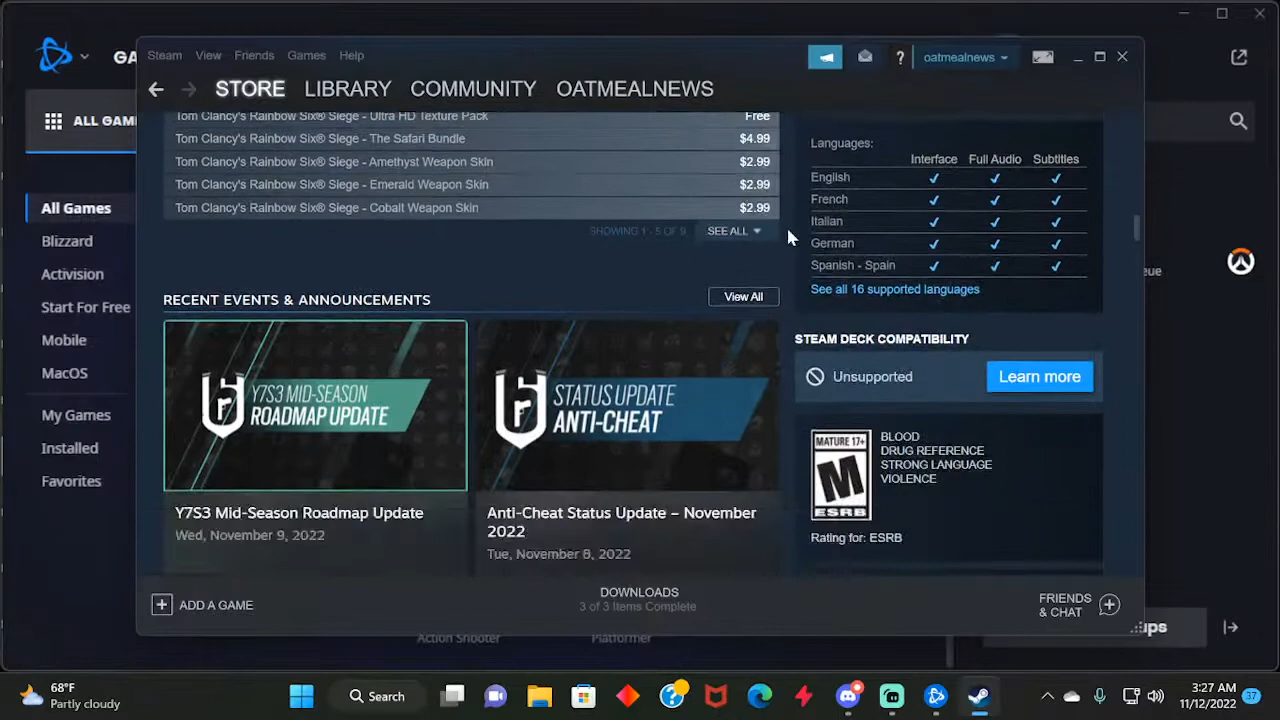 GA
Steam View Friends Games Help
oatmealnews
STORE LIBRARY COMMUNITY OATMEALNEWS
ALL GAM
All Games
Blizzard
Activision
Start For Free
Mobile
MacOS
My Games
Installed
Favorites
Tom Clancy's Rainbow Six® Siege - Ultra HD Texture Pack Free
Tom Clancy's Rainbow Six® Siege - The Safari Bundle $4.99
Tom Clancy's Rainbow Six® Siege - Amethyst Weapon Skin $2.99
Tom Clancy's Rainbow Six® Siege - Emerald Weapon Skin $2.99
Tom Clancy's Rainbow Six® Siege - Cobalt Weapon Skin $2.99
SHOWING 1 - 5 OF 9 SEE ALL
RECENT EVENTS & ANNOUNCEMENTS View All
Y7S3 MID-SEASON
ROADMAP UPDATE
Y7S3 Mid-Season Roadmap Update
Wed, November 9, 2022
STATUS UPDATE
ANTI-CHEAT
Anti-Cheat Status Update – November
2022
Tue, November 8, 2022
Languages:
Interface Full Audio Subtitles
English ✔ ✔ ✔
French ✔ ✔ ✔
Italian ✔ ✔ ✔
German ✔ ✔ ✔
Spanish - Spain ✔ ✔ ✔
See all 16 supported languages
STEAM DECK COMPATIBILITY
Unsupported Learn more
MATURE 17+
M
ESRB
BLOOD
DRUG REFERENCE
STRONG LANGUAGE
VIOLENCE
Rating for: ESRB
ue
ADD A GAME
DOWNLOADS
3 of 3 Items Complete
FRIENDS
& CHAT
Action Shooter Platformer
ups
68°F
Partly cloudy
Search
3:27 AM
11/12/2022
37